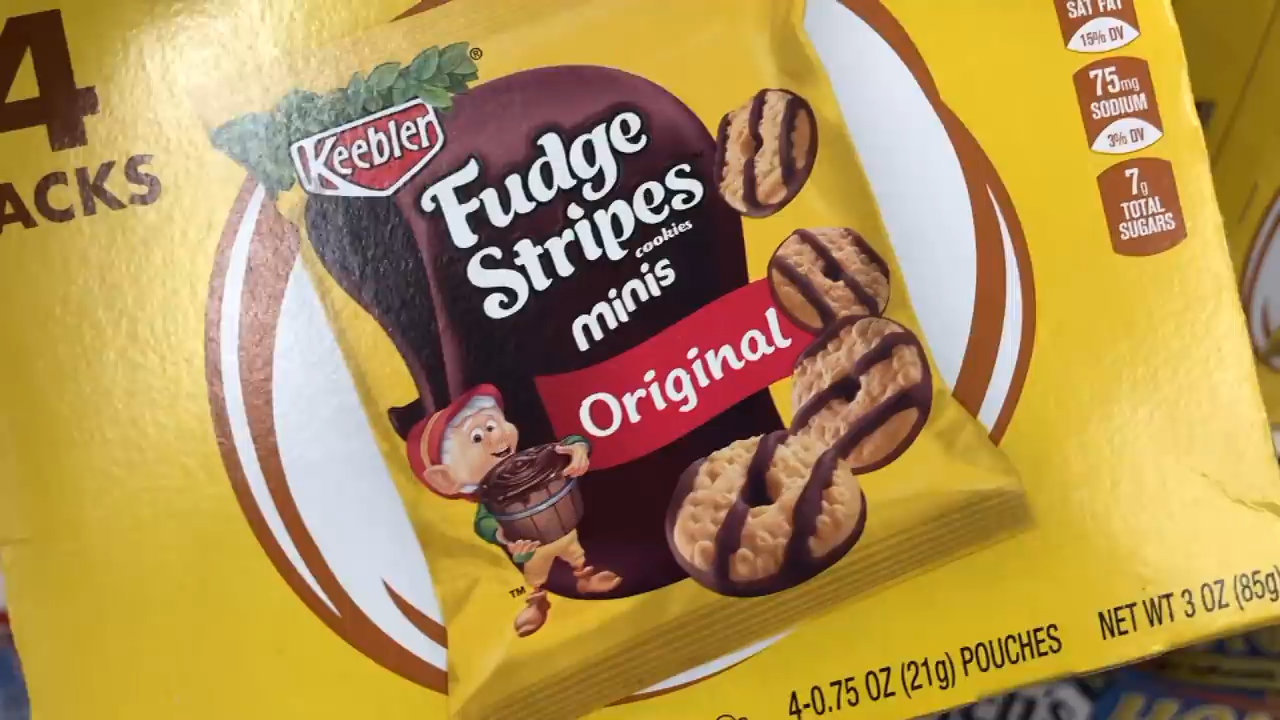 4
ACKS
Keebler®
Fudge
Stripes
cookies
minis
Original
TM
SAT FAT
15% DV
75mg
SODIUM
3% DV
7g
TOTAL
SUGARS
4-0.75 OZ (21g) POUCHES
NET WT 3 OZ (85g)